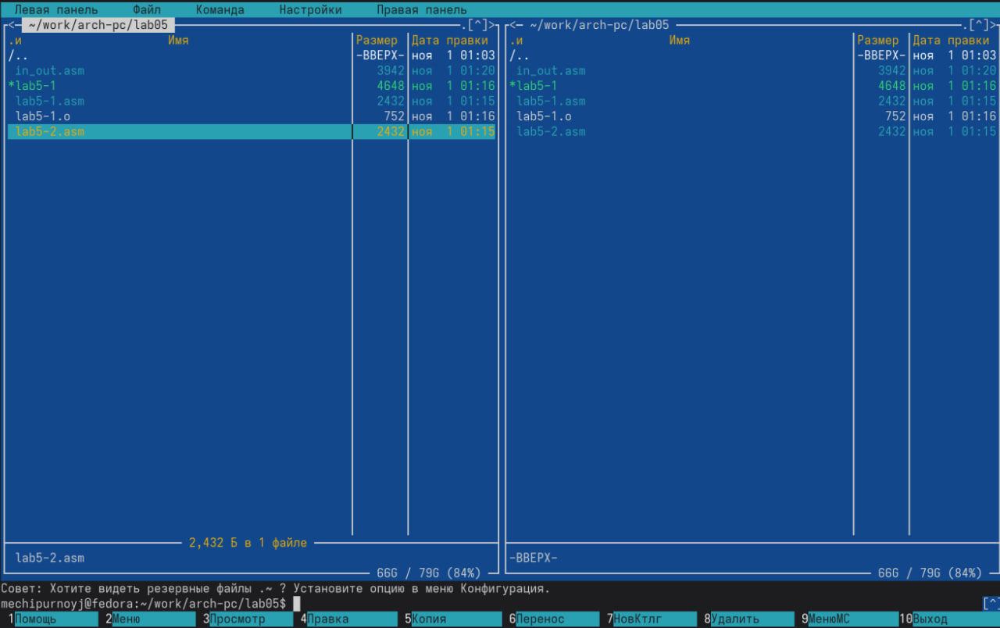 Левая панель Файл Команда Настройки Правая панель
<─ ~/work/arch-pc/lab05 .[^]>
.и Имя Размер Дата правки
/.. -ВВЕРХ- ноя 1 01:03
in_out.asm 3942 ноя 1 01:20
*lab5-1 4648 ноя 1 01:16
lab5-1.asm 2432 ноя 1 01:15
lab5-1.o 752 ноя 1 01:16
lab5-2.asm 2432 ноя 1 01:15
2,432 Б в 1 файле
lab5-2.asm
66G / 79G (84%)
<─ ~/work/arch-pc/lab05 .[^]>
.и Имя Размер Дата правки
/.. -ВВЕРХ- ноя 1 01:03
in_out.asm 3942 ноя 1 01:20
*lab5-1 4648 ноя 1 01:16
lab5-1.asm 2432 ноя 1 01:15
lab5-1.o 752 ноя 1 01:16
lab5-2.asm 2432 ноя 1 01:15
-ВВЕРХ-
66G / 79G (84%)
Совет: Хотите видеть резервные файлы .~ ? Установите опцию в меню Конфигурация.
mechipurnoyj@fedora:~/work/arch-pc/lab05$ [^]
1Помощь 2Меню 3Просмотр 4Правка 5Копия 6Перенос 7НовКтлг 8Удалить 9МенюMC 10Выход